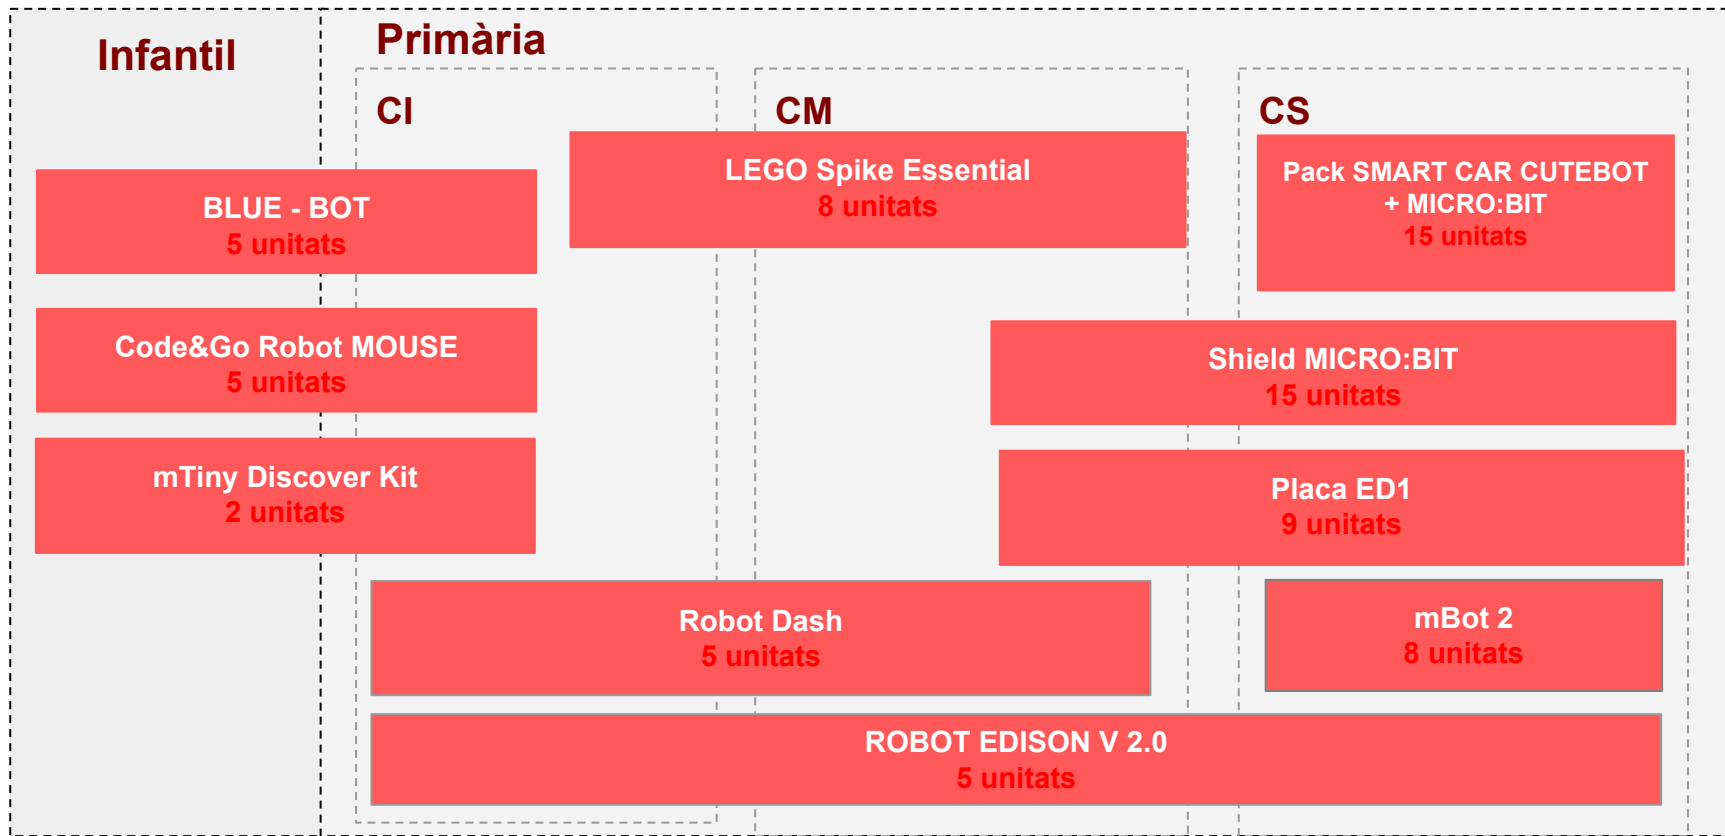 Infantil
Primària
CI
CM
CS
LEGO Spike Essential
8 unitats
Pack SMART CAR CUTEBOT
+ MICRO:BIT
15 unitats
BLUE - BOT
5 unitats
Code&Go Robot MOUSE
5 unitats
Shield MICRO:BIT
15 unitats
mTiny Discover Kit
2 unitats
Placa ED1
9 unitats
Robot Dash
5 unitats
mBot 2
8 unitats
ROBOT EDISON V 2.0
5 unitats